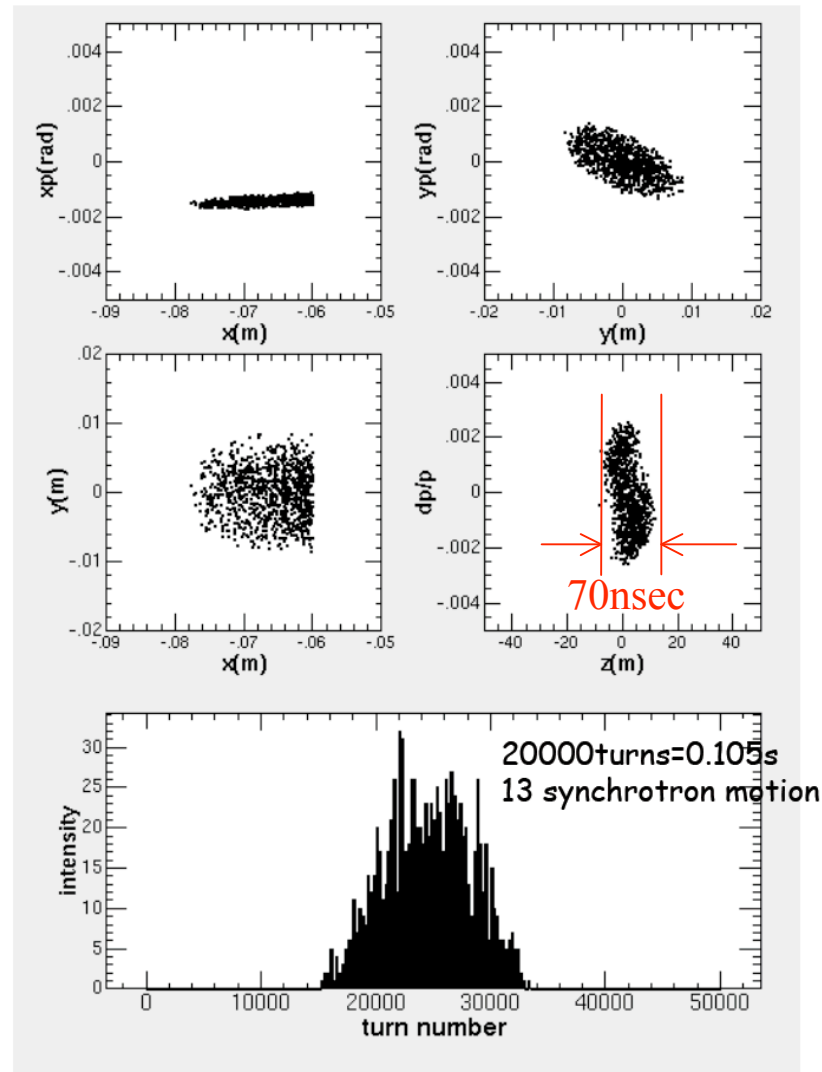 .004
.002
0
-.002
-.004
xp(rad)
-.09 -.08 -.07 -.06 -.05
x(m)
.004
.002
0
-.002
-.004
yp(rad)
-.02 -.01 0 .01 .02
y(m)
.02
.01
0
-.01
-.02
y(m)
-.09 -.08 -.07 -.06 -.05
x(m)
.004
.002
0
-.002
-.004
dp/p
70nsec
-40 -20 0 20 40
z(m)
30
25
20
15
10
5
0
intensity
20000turns=0.105s
13 synchrotron motion
0 10000 20000 30000 40000 50000
turn number